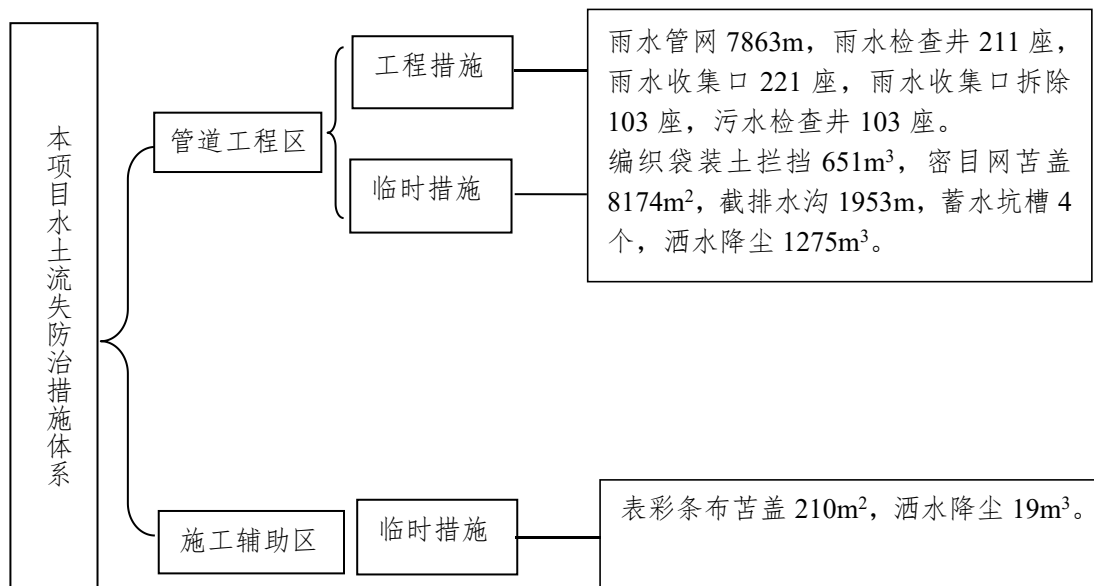 本项目水土流失防治措施体系
管道工程区
工程措施
雨水管网 7863m，雨水检查井 211 座，
雨水收集口 221 座，雨水收集口拆除
103 座，污水检查井 103 座。
临时措施
编织袋装土拦挡 651m³，密目网苫盖
8174m²，截排水沟 1953m，蓄水坑槽 4
个，洒水降尘 1275m³。
施工辅助区
临时措施
表彩条布苫盖 210m²，洒水降尘 19m³。